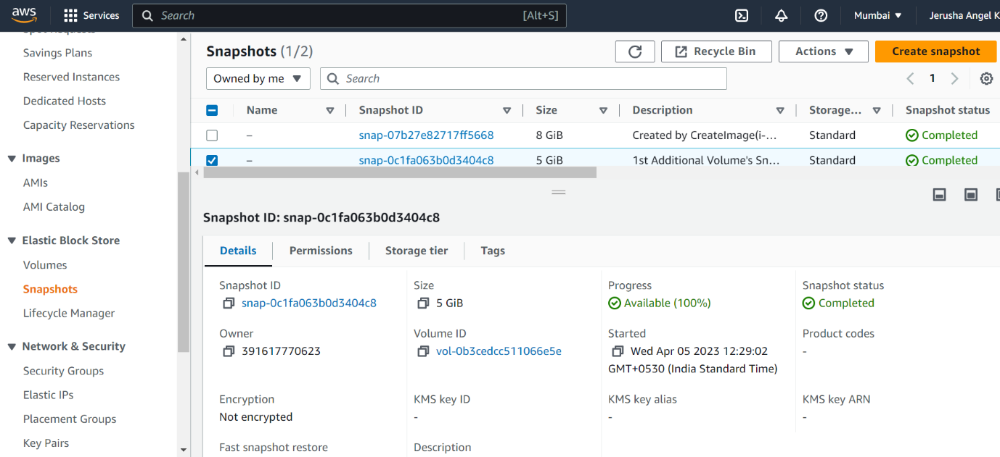 aws
Services
Search
[Alt+S]
Mumbai
Jerusha Angel K
Spot Requests
Savings Plans
Reserved Instances
Dedicated Hosts
Capacity Reservations
Images
AMIs
AMI Catalog
Elastic Block Store
Volumes
Snapshots
Lifecycle Manager
Network & Security
Security Groups
Elastic IPs
Placement Groups
Key Pairs
Snapshots (1/2)
Recycle Bin
Actions
Create snapshot
Owned by me
Search
1
Name Snapshot ID Size Description Storage... Snapshot status
– snap-07b27e82717ff5668 8 GiB Created by CreateImage(i-... Standard Completed
– snap-0c1fa063b0d3404c8 5 GiB 1st Additional Volume's Sn... Standard Completed
Snapshot ID: snap-0c1fa063b0d3404c8
Details Permissions Storage tier Tags
Snapshot ID
snap-0c1fa063b0d3404c8
Size
5 GiB
Progress
Available (100%)
Snapshot status
Completed
Owner
391617770623
Volume ID
vol-0b3cedcc511066e5e
Started
Wed Apr 05 2023 12:29:02
GMT+0530 (India Standard Time)
Product codes
-
Encryption
Not encrypted
KMS key ID
-
KMS key alias
-
KMS key ARN
-
Fast snapshot restore
Description